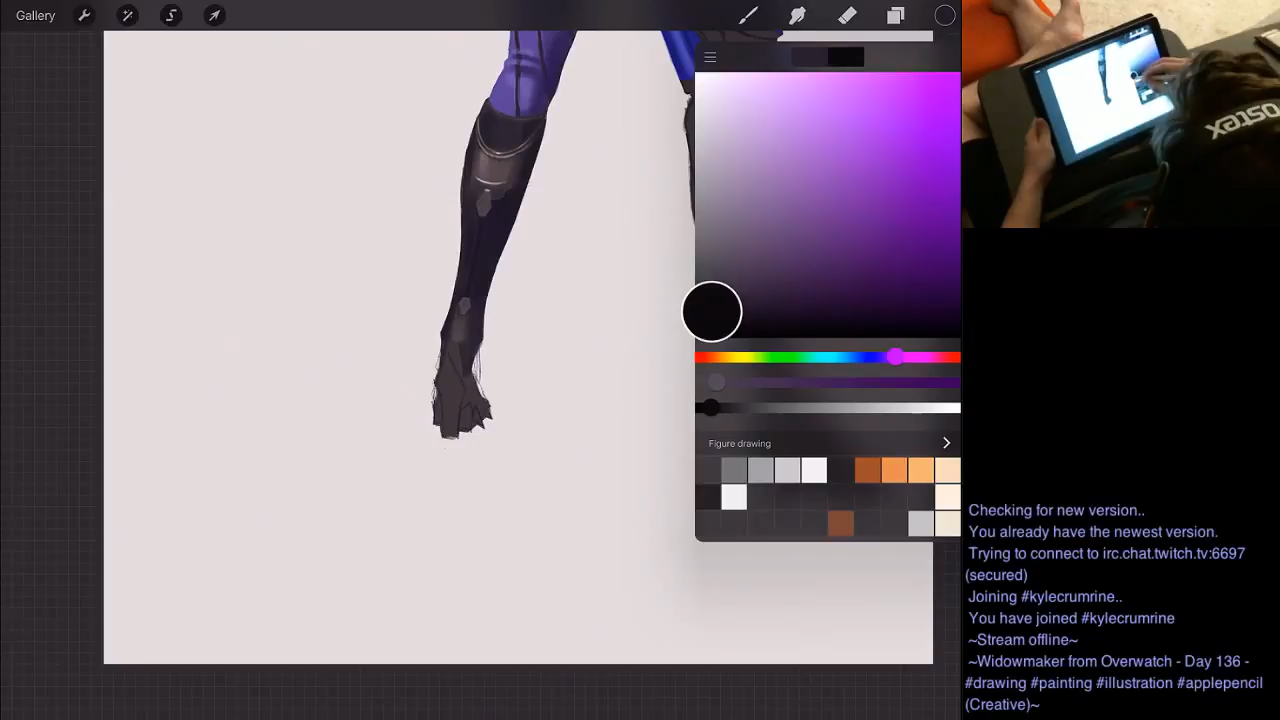 Gallery
Figure drawing
ostex
Checking for new version..
You already have the newest version.
Trying to connect to irc.chat.twitch.tv:6697
(secured)
Joining #kylecrumrine..
You have joined #kylecrumrine
~Stream offline~
~Widowmaker from Overwatch - Day 136 -
#drawing #painting #illustration #applepencil
(Creative)~